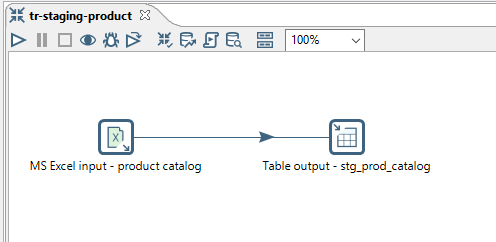 tr-staging-product
100%
MS Excel input - product catalog
Table output - stg_prod_catalog